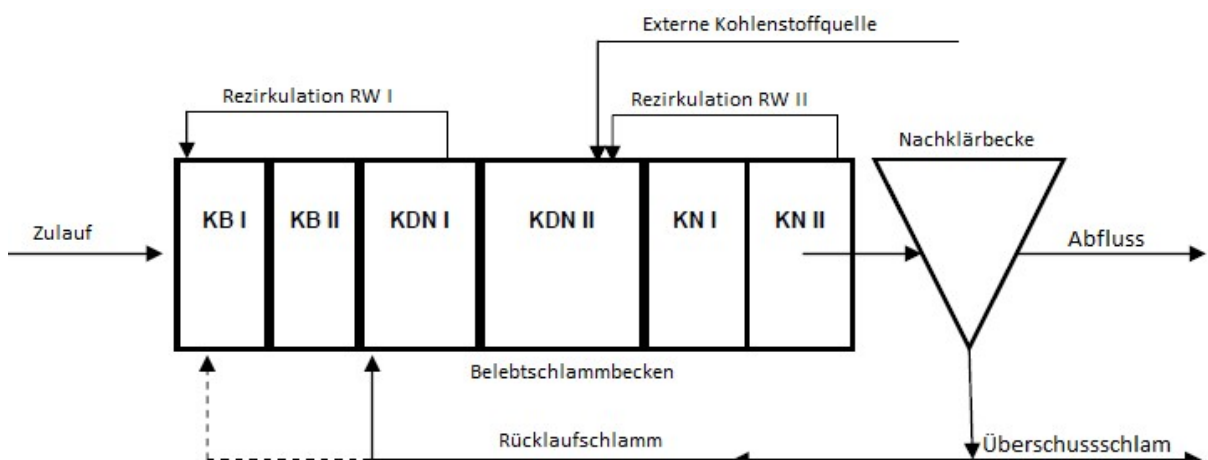 Externe Kohlenstoffquelle
Rezirkulation RW I
Rezirkulation RW II
Nachklärbecke
Zulauf
KB I
KB II
KDN I
KDN II
KN I
KN II
Abfluss
Belebtschlammbecken
Rücklaufschlamm
Überschussschlam